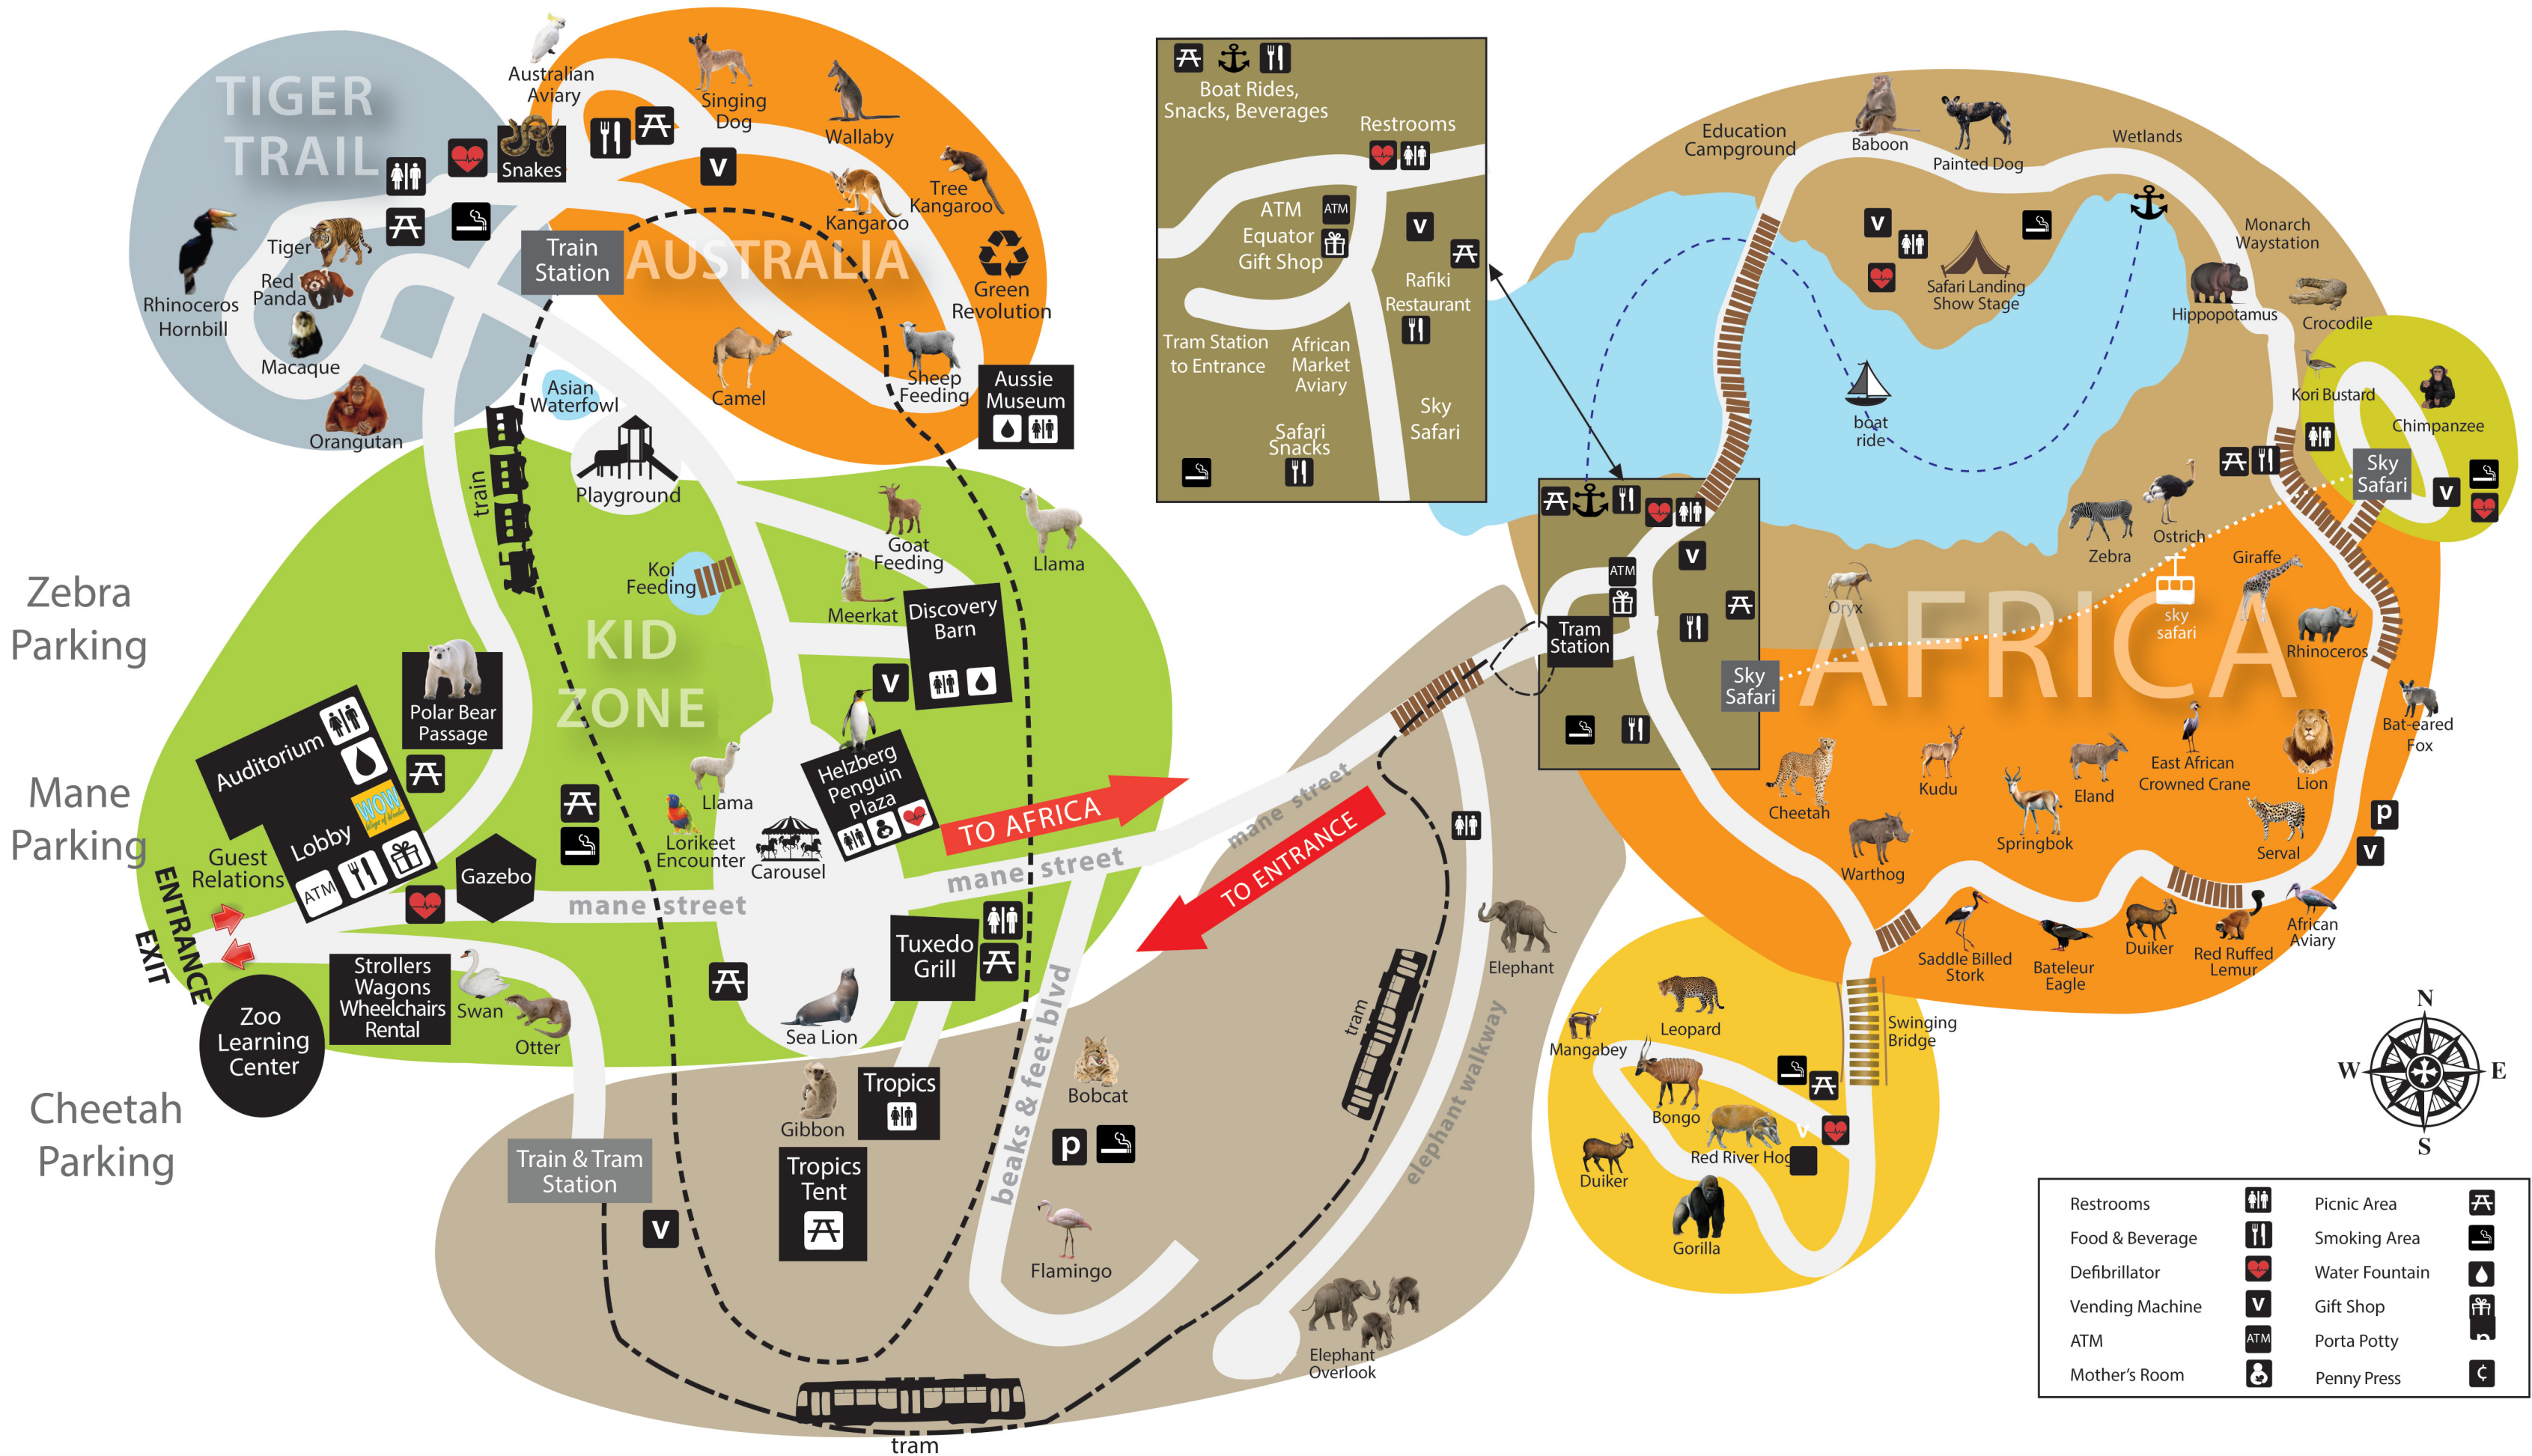 TIGER
TRAIL
Australian
Aviary
Snakes
Singing
Dog
Wallaby
Tree
Kangaroo
Kangaroo
Rhinoceros
Hornbill
Tiger
Red
Panda
Macaque
Orangutan
Train
Station
AUSTRALIA
V
Green
Revolution
Camel
Sheep
Feeding
Aussie
Museum
Asian
Waterfowl
Playground
train
Zebra
Parking
Mane
Parking
Cheetah
Parking
Koi
Feeding
Goat
Feeding
Llama
Meerkat
Discovery
Barn
V
KID
ZONE
Polar Bear
Passage
Auditorium
WOW
Lobby
ATM
Guest
Relations
ENTRANCE
EXIT
Gazebo
mane street
Llama
Lorikeet
Encounter
Carousel
Helzberg
Penguin
Plaza
TO AFRICA
mane street
mane street
TO ENTRANCE
Tuxedo
Grill
Strollers
Wagons
Wheelchairs
Rental
Swan
Otter
Zoo
Learning
Center
Sea Lion
Gibbon
Tropics
Tropics
Tent
Train & Tram
Station
V
beaks & feet blvd
Bobcat
p
Flamingo
tram
tram
Elephant
elephant walkway
Elephant
Overlook
Boat Rides,
Snacks, Beverages
Restrooms
ATM
ATM
Equator
Gift Shop
V
Rafiki
Restaurant
Tram Station
to Entrance
African
Market
Aviary
Safari
Snacks
Sky
Safari
Education
Campground
Baboon
Painted Dog
Wetlands
V
Safari Landing
Show Stage
Monarch
Waystation
Hippopotamus
Crocodile
boat
ride
Kori Bustard
Chimpanzee
Sky
Safari
V
V
ATM
Tram
Station
Sky
Safari
Zebra
Ostrich
Oryx
sky
safari
Giraffe
Rhinoceros
AFRICA
Bat-eared
Fox
Cheetah
Kudu
Springbok
Eland
East African
Crowned Crane
Lion
Serval
Warthog
p
V
Saddle Billed
Stork
Bateleur
Eagle
Duiker
Red Ruffed
Lemur
African
Aviary
Swinging
Bridge
Leopard
Mangabey
Bongo
V
Red River Hog
Duiker
Gorilla
N
W
E
S
Restrooms
Picnic Area
Food & Beverage
Smoking Area
Defibrillator
Water Fountain
Vending Machine
V
Gift Shop
ATM
ATM
Porta Potty
p
Mother's Room
Penny Press
¢